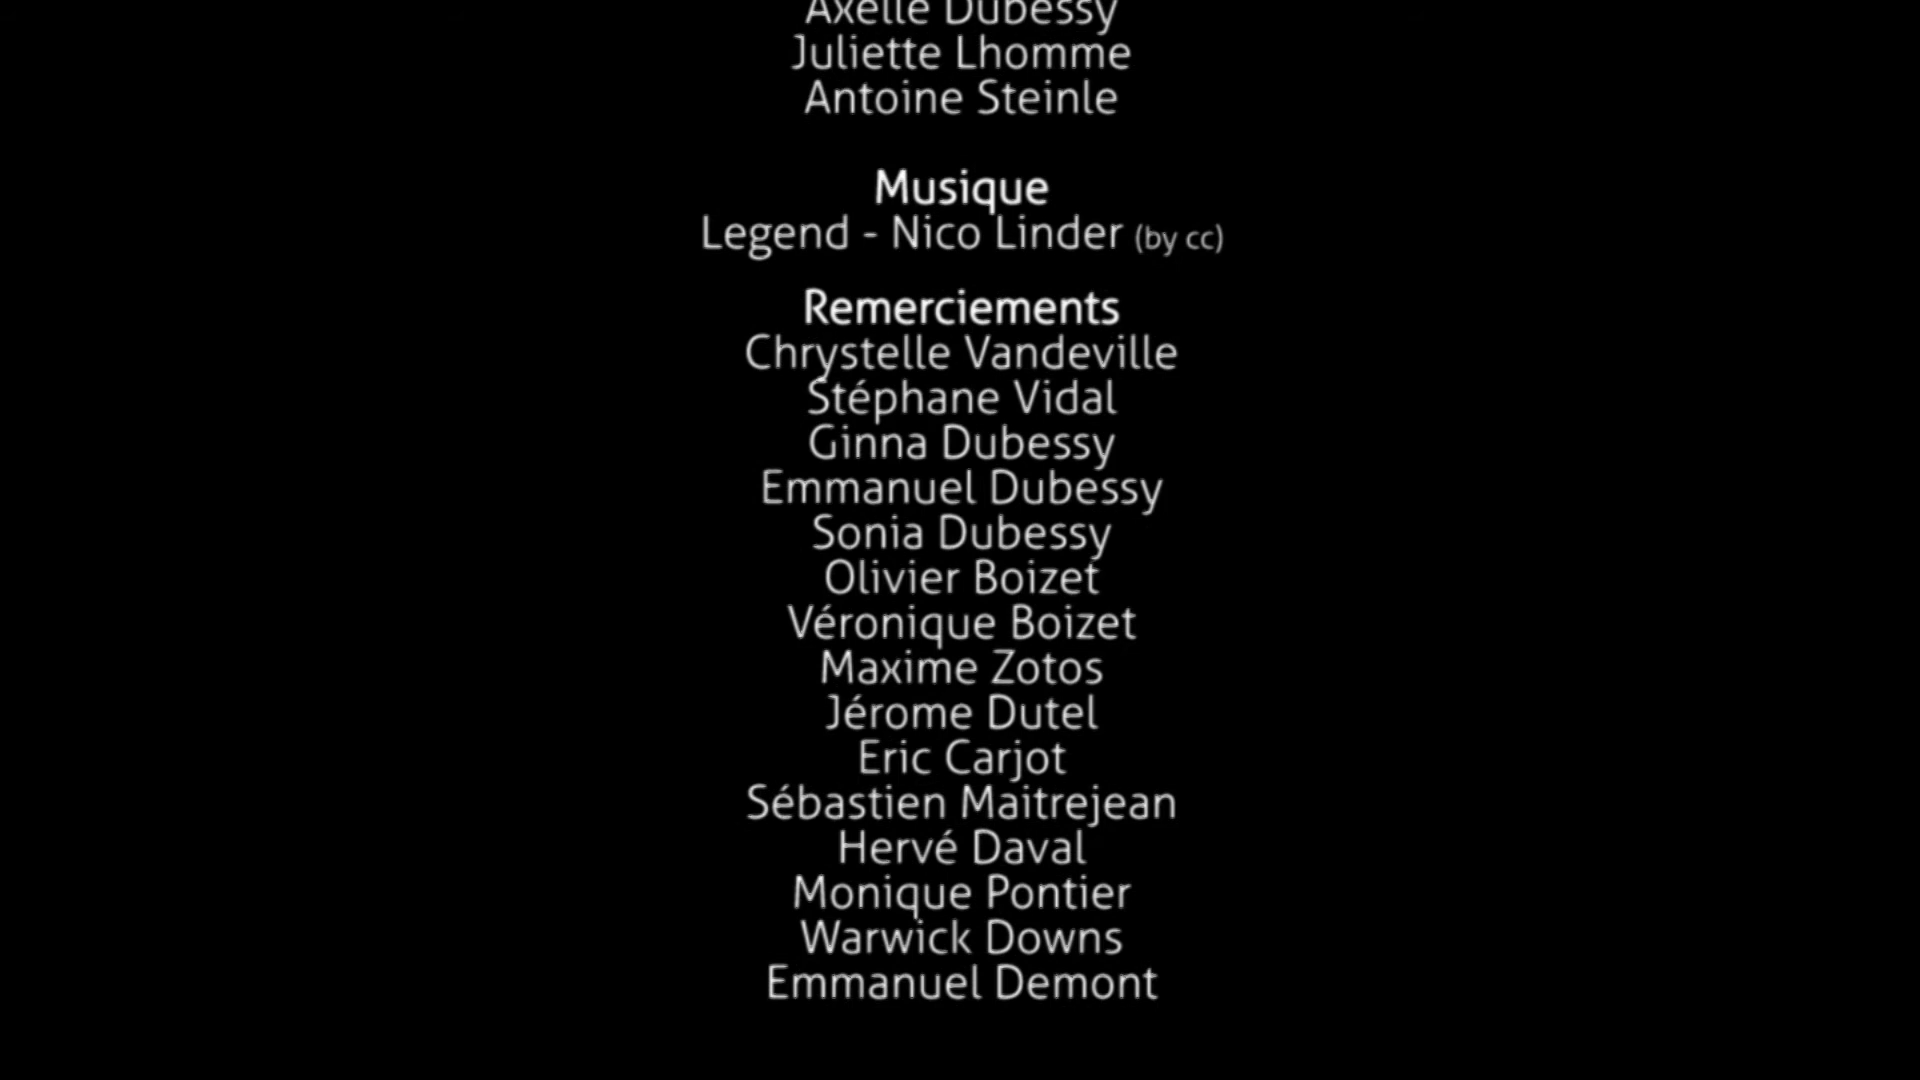 Axelle Dubessy
Juliette Lhomme
Antoine Steinle
Musique
Legend - Nico Linder (by cc)
Remerciements
Chrystelle Vandeville
Stéphane Vidal
Ginna Dubessy
Emmanuel Dubessy
Sonia Dubessy
Olivier Boizet
Véronique Boizet
Maxime Zotos
Jérome Dutel
Eric Carjot
Sébastien Maitrejean
Hervé Daval
Monique Pontier
Warwick Downs
Emmanuel Demont